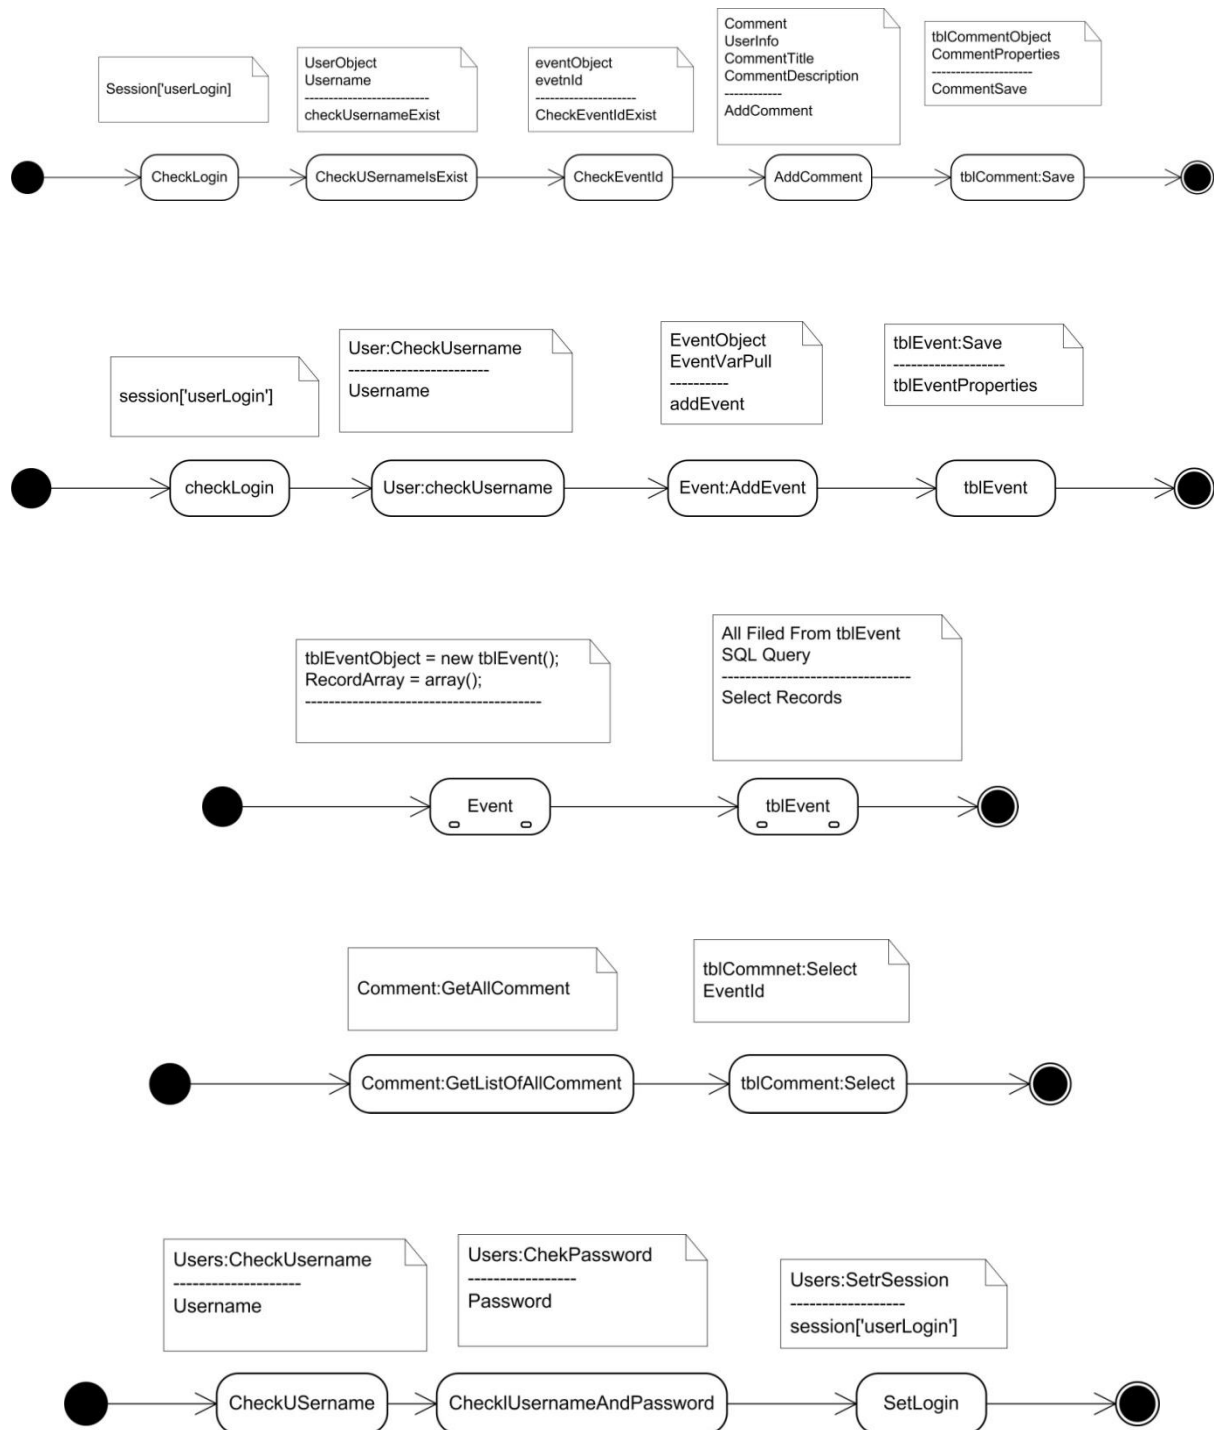 Session['userLogin]
UserObject
Username
--------------------------
checkUsernameExist
eventObject
evetnId
---------------------
CheckEventIdExist
Comment
UserInfo
CommentTitle
CommentDescription
------------
AddComment
tblCommentObject
CommentProperties
---------------------
CommentSave
CheckLogin
CheckUSernameIsExist
CheckEventId
AddComment
tblComment:Save
session['userLogin']
User:CheckUsername
------------------------
Username
EventObject
EventVarPull
----------
addEvent
tblEvent:Save
-------------------
tblEventProperties
checkLogin
User:checkUsername
Event:AddEvent
tblEvent
tblEventObject = new tblEvent();
RecordArray = array();
----------------------------------------
All Filed From tblEvent
SQL Query
--------------------------------
Select Records
Event
tblEvent
Comment:GetAllComment
tblCommnet:Select
EventId
Comment:GetListOfAllComment
tblComment:Select
Users:CheckUsername
---------------------
Username
Users:ChekPassword
------------------
Password
Users:SetrSession
-------------------
session['userLogin']
CheckUSername
CheckIUsernameAndPassword
SetLogin